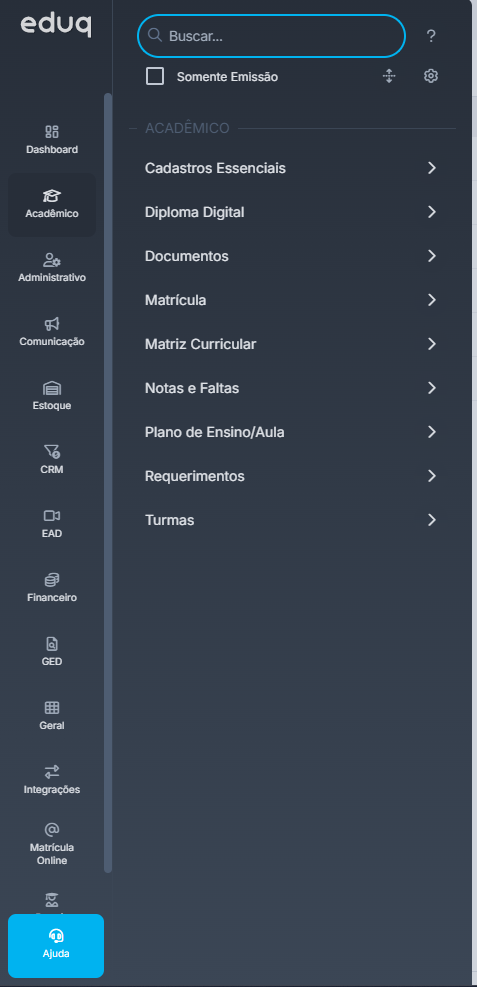 eduq
Buscar...
?
Somente Emissão
ACADÊMICO
Cadastros Essenciais
Diploma Digital
Documentos
Matrícula
Matriz Curricular
Notas e Faltas
Plano de Ensino/Aula
Requerimentos
Turmas
Dashboard
Acadêmico
Administrativo
Comunicação
Estoque
CRM
EAD
Financeiro
GED
Geral
Integrações
Matrícula
Online
Ajuda